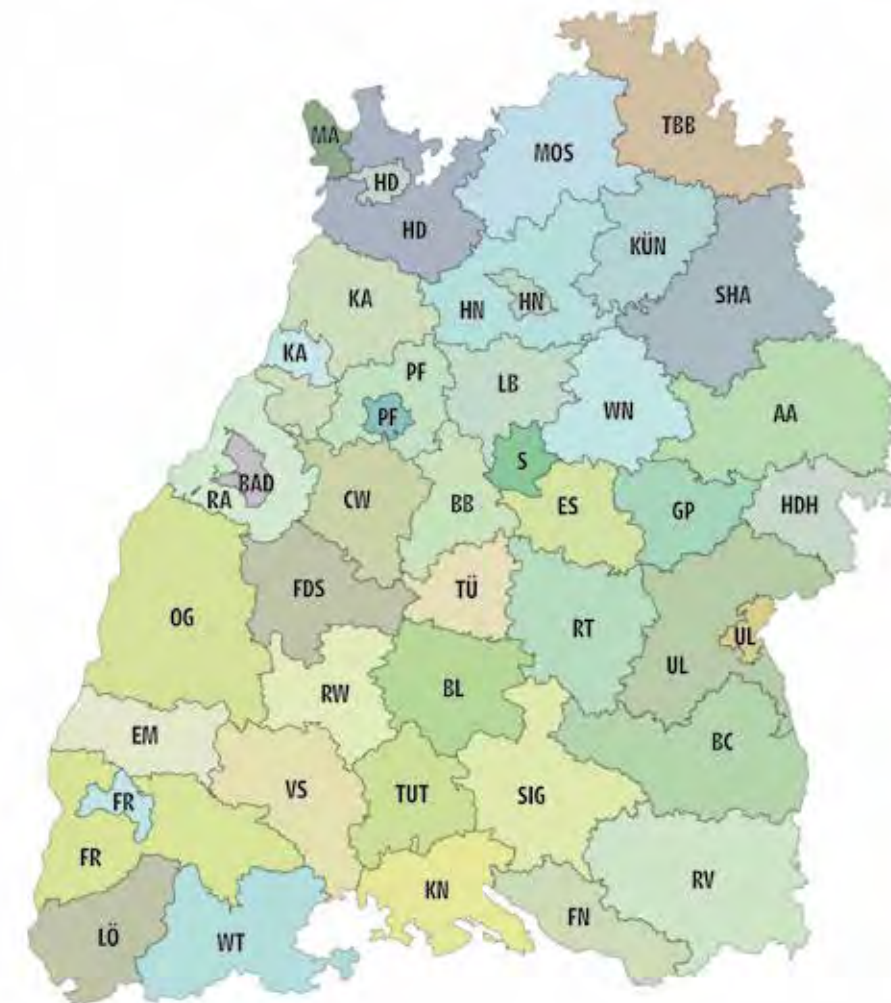 TBB
MA
MOS
HD
HD
KÜN
KA
HN
HN
SHA
KA
PF
LB
PF
WN
AA
S
BAD
RA
CW
BB
ES
GP
HDH
FDS
TÜ
OG
RT
UL
UL
RW
BL
EM
BC
VS
TUT
SIG
FR
FR
KN
RV
FN
LÖ
WT